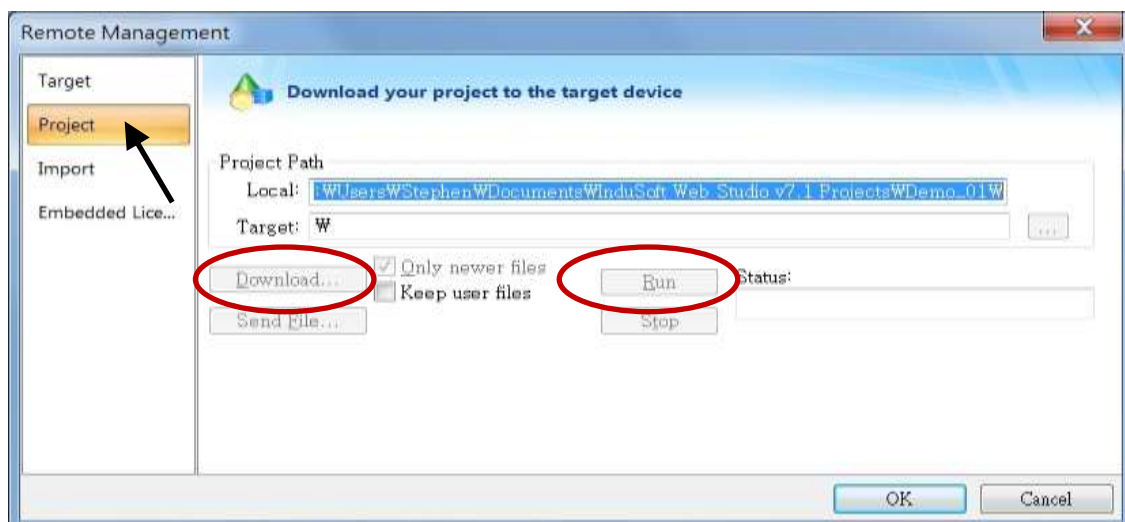 Remote Management
Target
Project
Import
Embedded Lice...
Download your project to the target device
Project Path
Local: :₩Users₩Stephen₩Documents₩InduSoft Web Studio v7.1 Projects₩Demo_01₩
Target: ₩
...
Download...
Only newer files
Keep user files
Run
Status:
Send File...
Stop
OK
Cancel